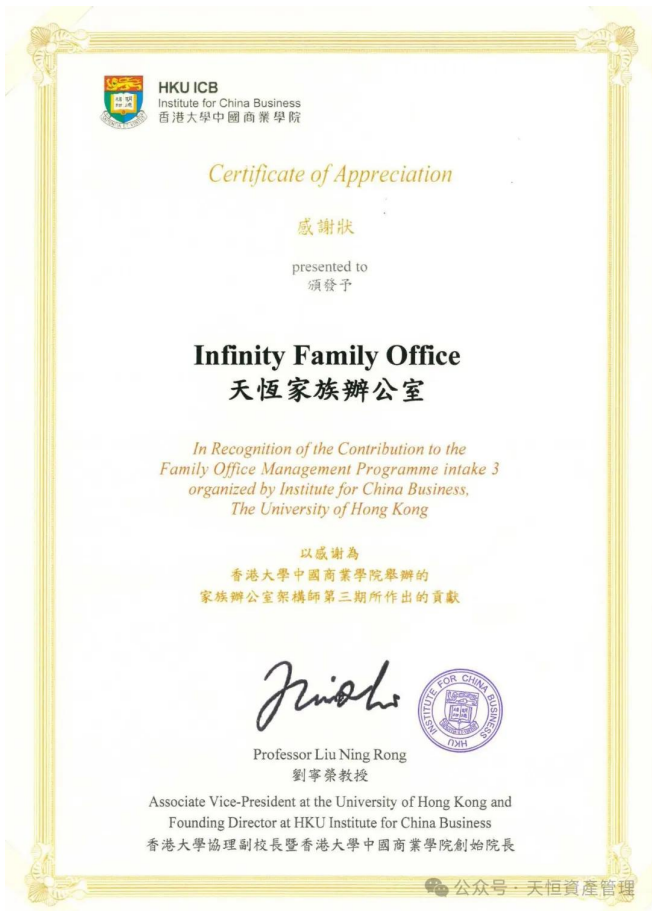 HKU ICB
Institute for China Business
香港大學中國商業學院
Certificate of Appreciation
感謝狀
presented to
頒發予
Infinity Family Office
天恆家族辦公室
In Recognition of the Contribution to the
Family Office Management Programme intake 3
organized by Institute for China Business,
The University of Hong Kong
以感謝為
香港大學中國商業學院舉辦的
家族辦公室架構師第三期所作出的貢獻
INSTITUTE FOR CHINA BUSINESS
HKU
Professor Liu Ning Rong
劉寧榮教授
Associate Vice-President at the University of Hong Kong and
Founding Director at HKU Institute for China Business
香港大學協理副校長暨香港大學中國商業學院創始院長
公众号 · 天恒資產管理